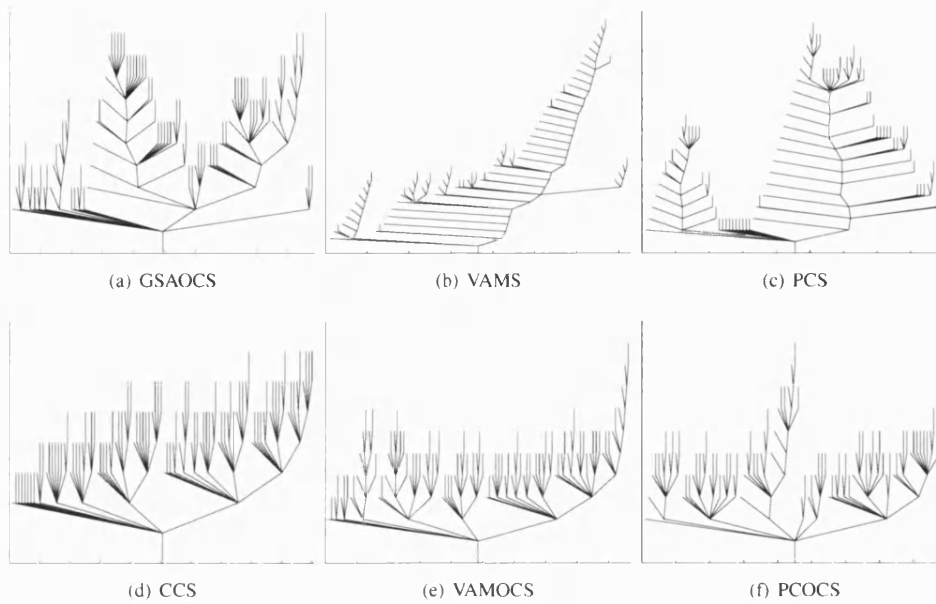 (a) GSAOCS
(b) VAMS
(c) PCS
(d) CCS
(e) VAMOCS
(f) PCOCS